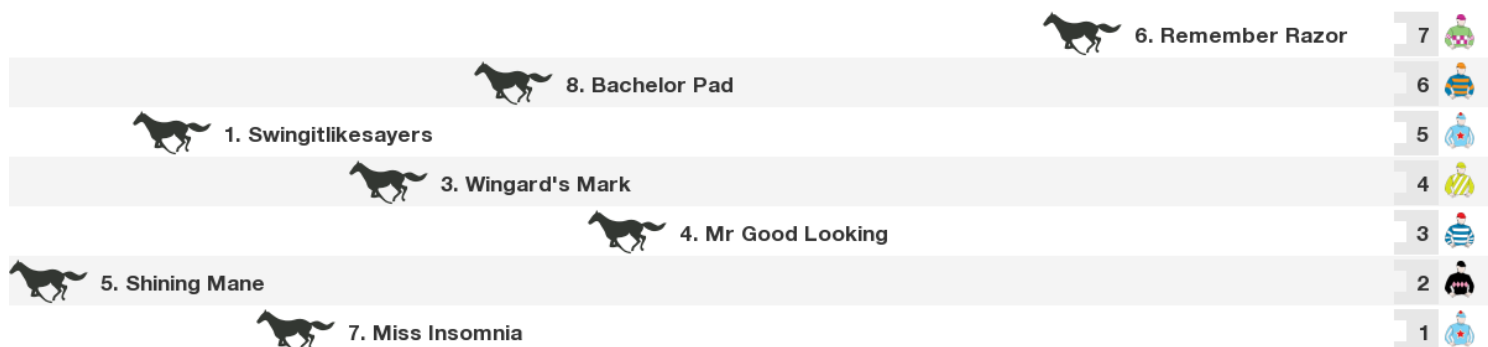 6. Remember Razor 7
8. Bachelor Pad 6
1. Swingitlikesayers 5
3. Wingard's Mark 4
4. Mr Good Looking 3
5. Shining Mane 2
7. Miss Insomnia 1